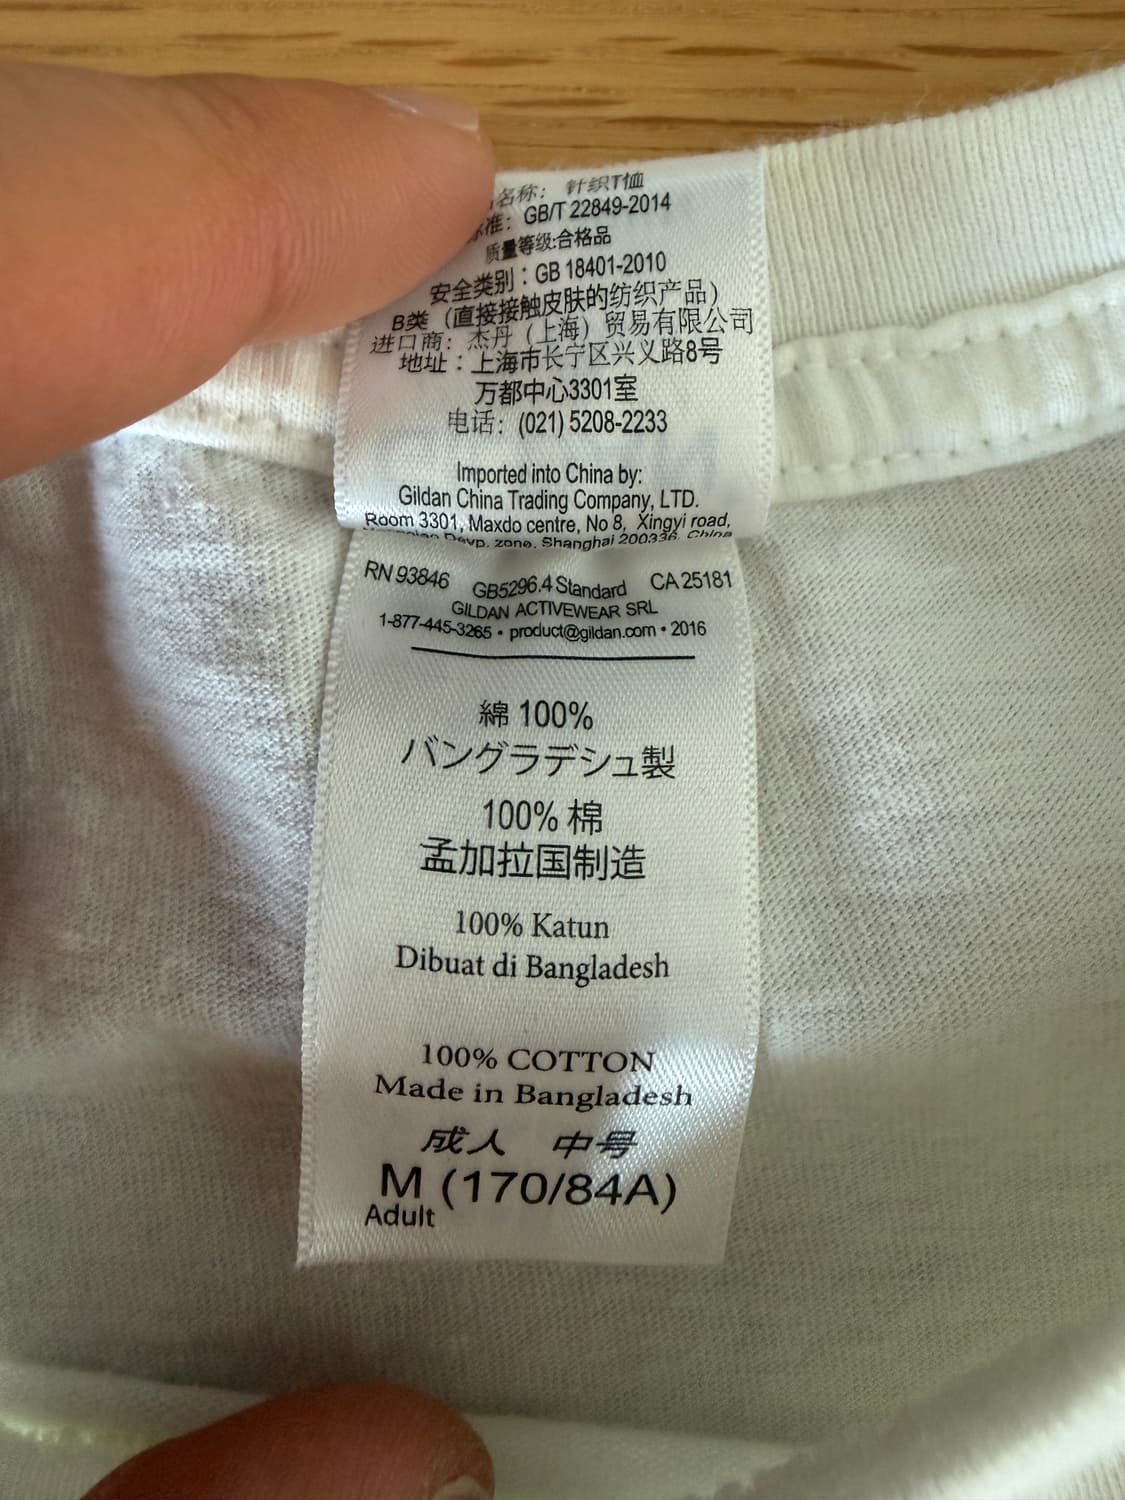 名称: 针织T恤
准: GB/T 22849-2014
质量等级:合格品
安全类别：GB 18401-2010
B类（直接接触皮肤的纺织产品）
进口商: 杰丹（上海）贸易有限公司
地址：上海市长宁区兴义路8号
万都中心3301室
电话: (021) 5208-2233
Imported into China by:
Gildan China Trading Company, LTD.
Room 3301, Maxdo centre, No 8, Xingyi road,
Devp. zone, Shanghai 200336, China
RN 93846 GB5296.4 Standard CA 25181
GILDAN ACTIVEWEAR SRL
1-877-445-3265 • product@gildan.com • 2016
綿 100%
バングラデシュ製
100% 棉
孟加拉国制造
100% Katun
Dibuat di Bangladesh
100% COTTON
Made in Bangladesh
成人 中号
M (170/84A)
Adult